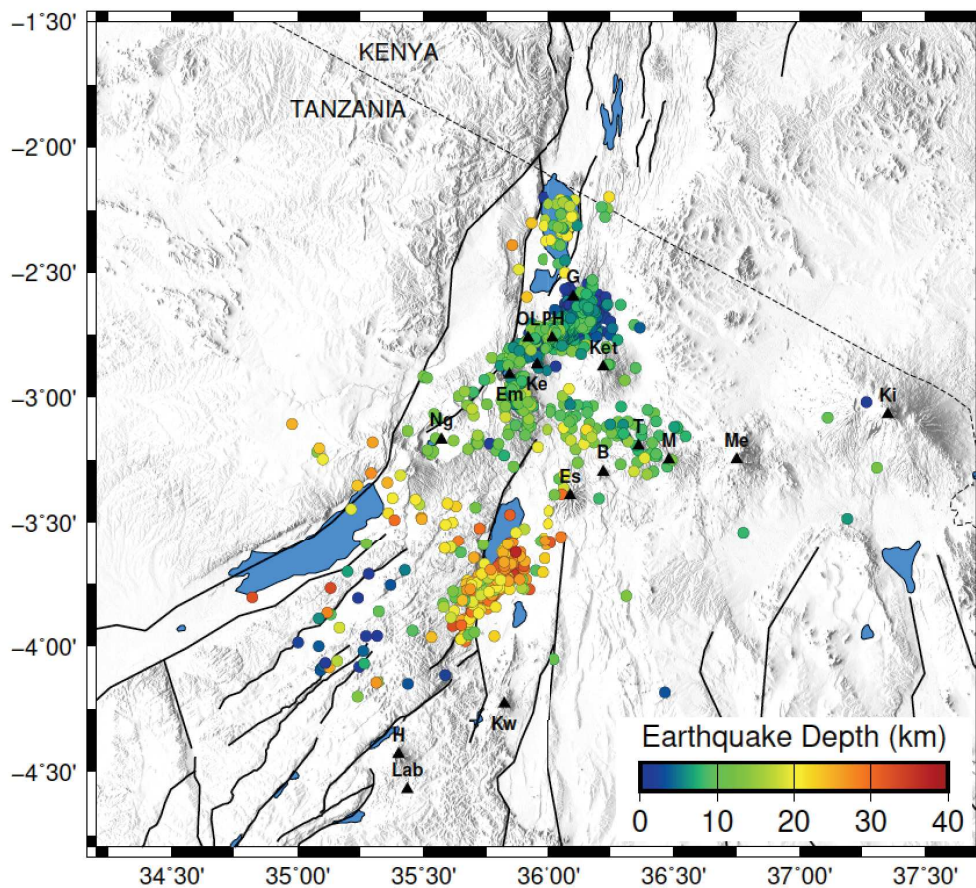 −1°30'
KENYA
TANZANIA
−2°00'
−2°30'
G
OL PH
Ket
Ke
Em
−3°00'
Ki
Ng
T
M
Me
B
Es
−3°30'
−4°00'
Kw
H
Lab
−4°30'
Earthquake Depth (km)
0 10 20 30 40
34°30' 35°00' 35°30' 36°00' 36°30' 37°00' 37°30'